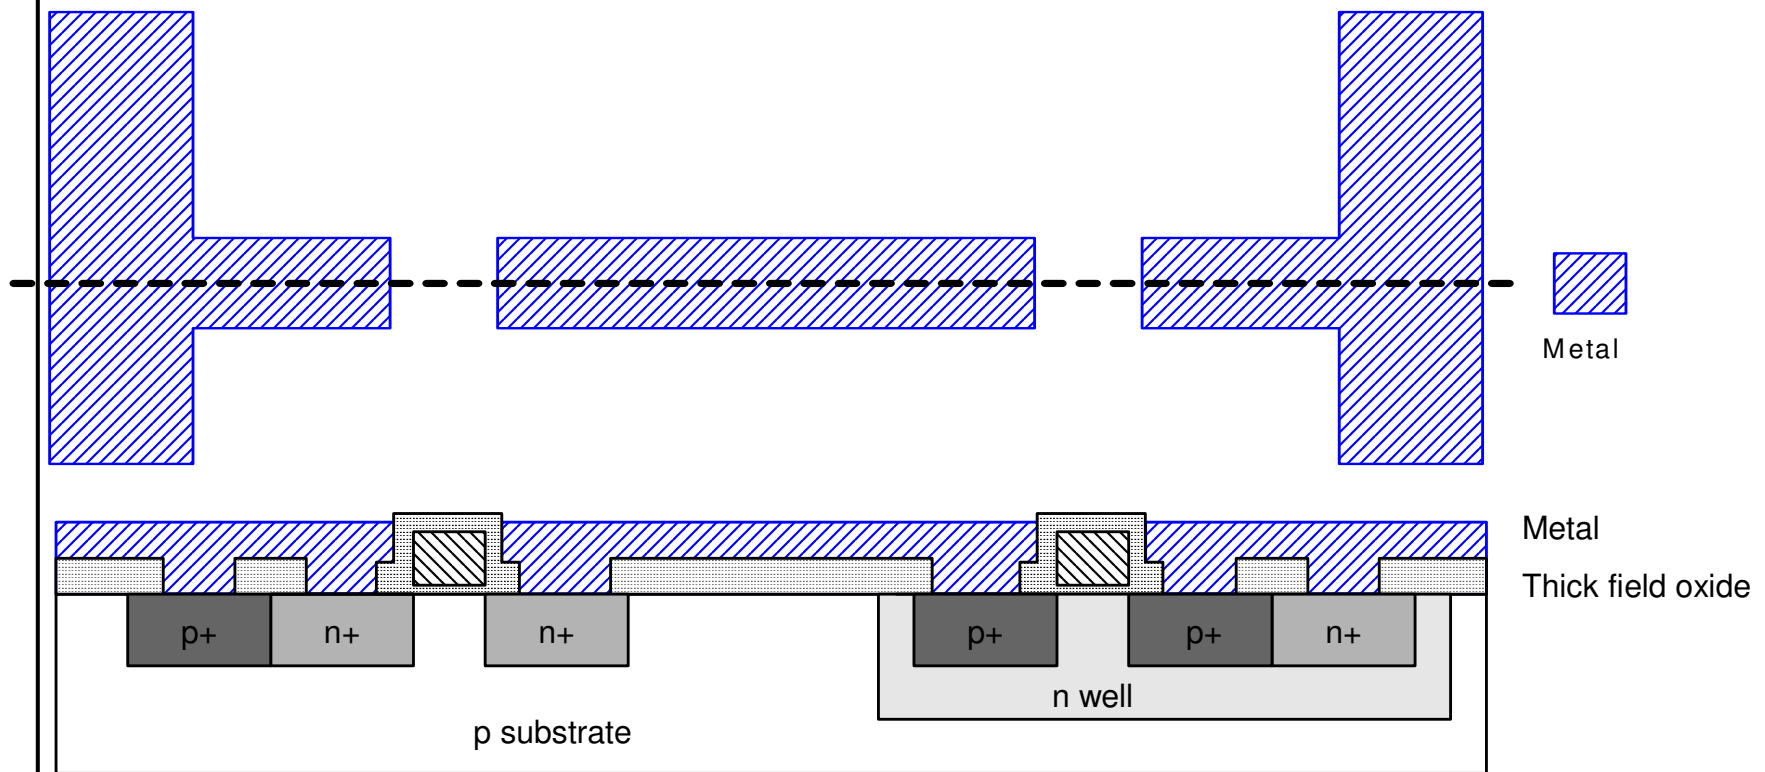 Metal
Metal
Thick field oxide
p+
n+
n+
p+
p+
n+
n well
p substrate